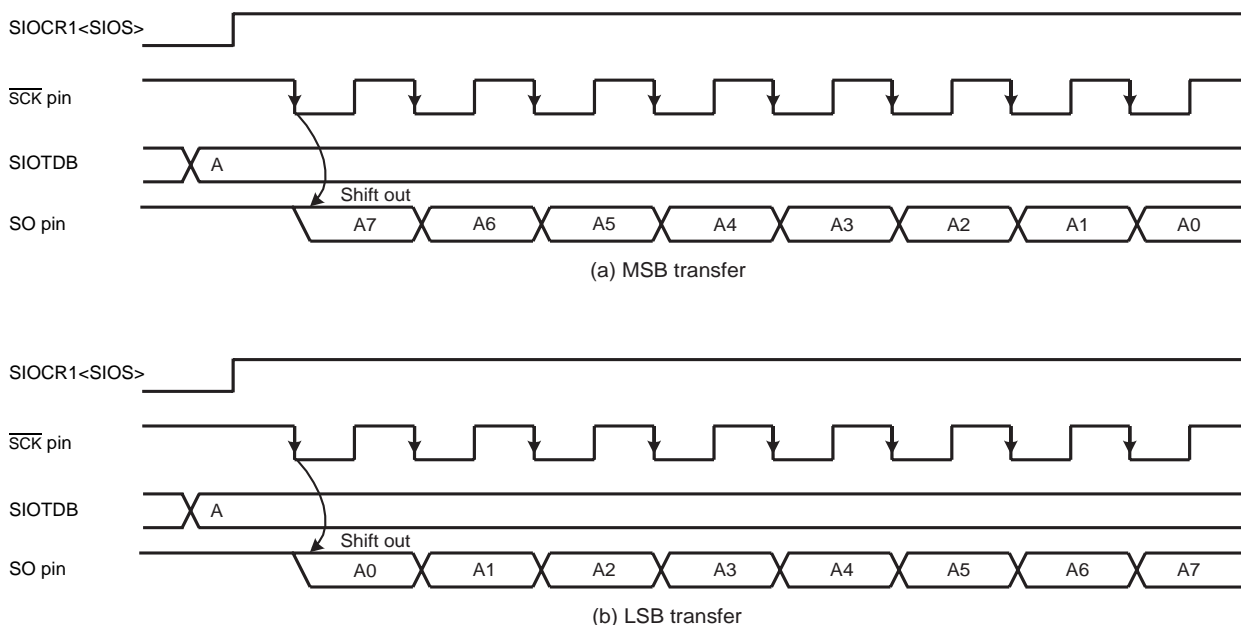 SIOCR1<SIOS>
SCK pin
SIOTDB
A
Shift out
SO pin
A7 A6 A5 A4 A3 A2 A1 A0
(a) MSB transfer
SIOCR1<SIOS>
SCK pin
SIOTDB
A
Shift out
SO pin
A0 A1 A2 A3 A4 A5 A6 A7
(b) LSB transfer